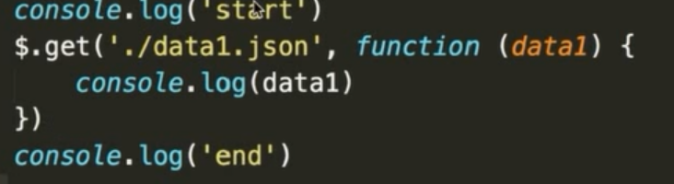 console.log('start')
$.get('./data1.json', function (data1) {
    console.log(data1)
})
console.log('end')